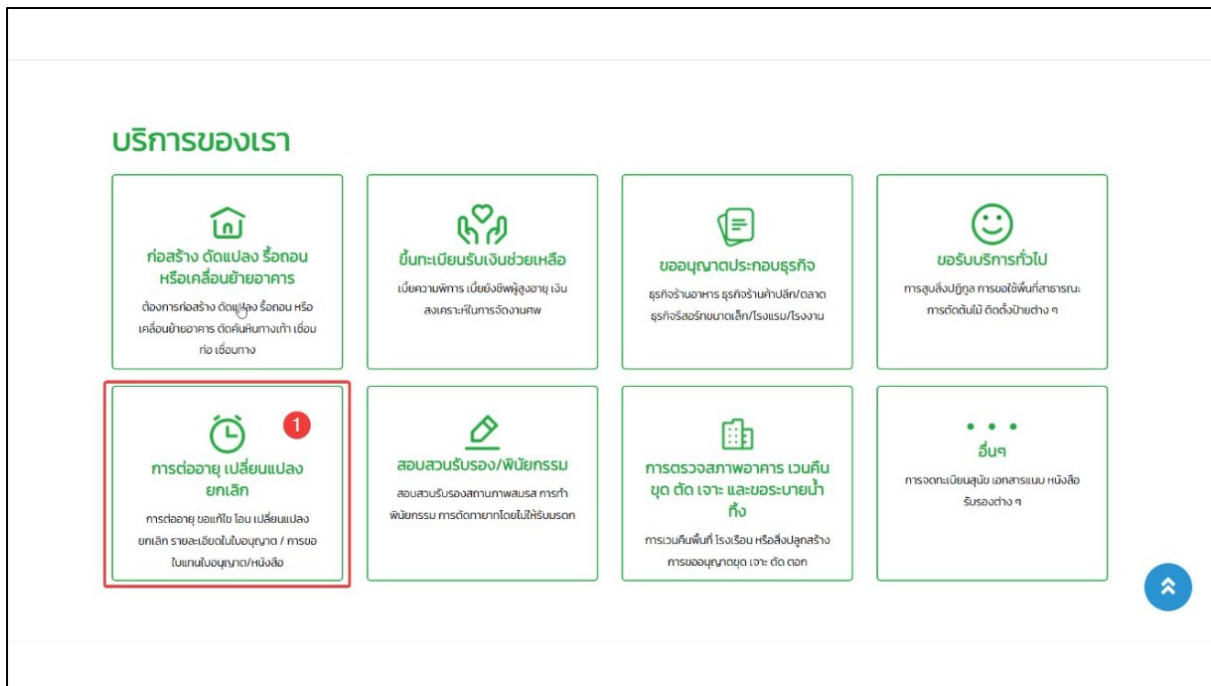 บริการของเรา
ก่อสร้าง ดัดแปลง รื้อถอน
หรือเคลื่อนย้ายอาคาร
ต้องการก่อสร้าง ดัดแปลง รื้อถอน หรือ
เคลื่อนย้ายอาคาร ตัดคันหินทางเท้า เชื่อม
ท่อ เชื่อมทาง
ขึ้นทะเบียนรับเงินช่วยเหลือ
เบี้ยความพิการ เบี้ยยังชีพผู้สูงอายุ เงิน
สงเคราะห์ในการจัดงานศพ
ขออนุญาตประกอบธุรกิจ
ธุรกิจร้านอาหาร ธุรกิจร้านค้าปลีก/ตลาด
ธุรกิจรีสอร์ทขนาดเล็ก/โรงแรม/โรงงาน
ขอรับบริการทั่วไป
การสูบสิ่งปฏิกูล การขอใช้พื้นที่สาธารณะ
การตัดต้นไม้ ติดตั้งป้ายต่าง ๆ
1
การต่ออายุ เปลี่ยนแปลง
ยกเลิก
การต่ออายุ ขอแก้ไข โอน เปลี่ยนแปลง
ยกเลิก รายละเอียดในใบอนุญาต / การขอ
ใบแทนใบอนุญาต/หนังสือ
สอบสวนรับรอง/พินัยกรรม
สอบสวนรับรองสถานภาพสมรส การทำ
พินัยกรรม การตัดทายาทโดยไม่ให้รับมรดก
การตรวจสภาพอาคาร เวนคืน
ขุด ตัด เจาะ และขอระบายน้ำ
ทิ้ง
การเวนคืนพื้นที่ โรงเรือน หรือสิ่งปลูกสร้าง
การขออนุญาตขุด เจาะ ตัด ตอก
อื่นๆ
การจดทะเบียนสุนัข เอกสารแนบ หนังสือ
รับรองต่าง ๆ